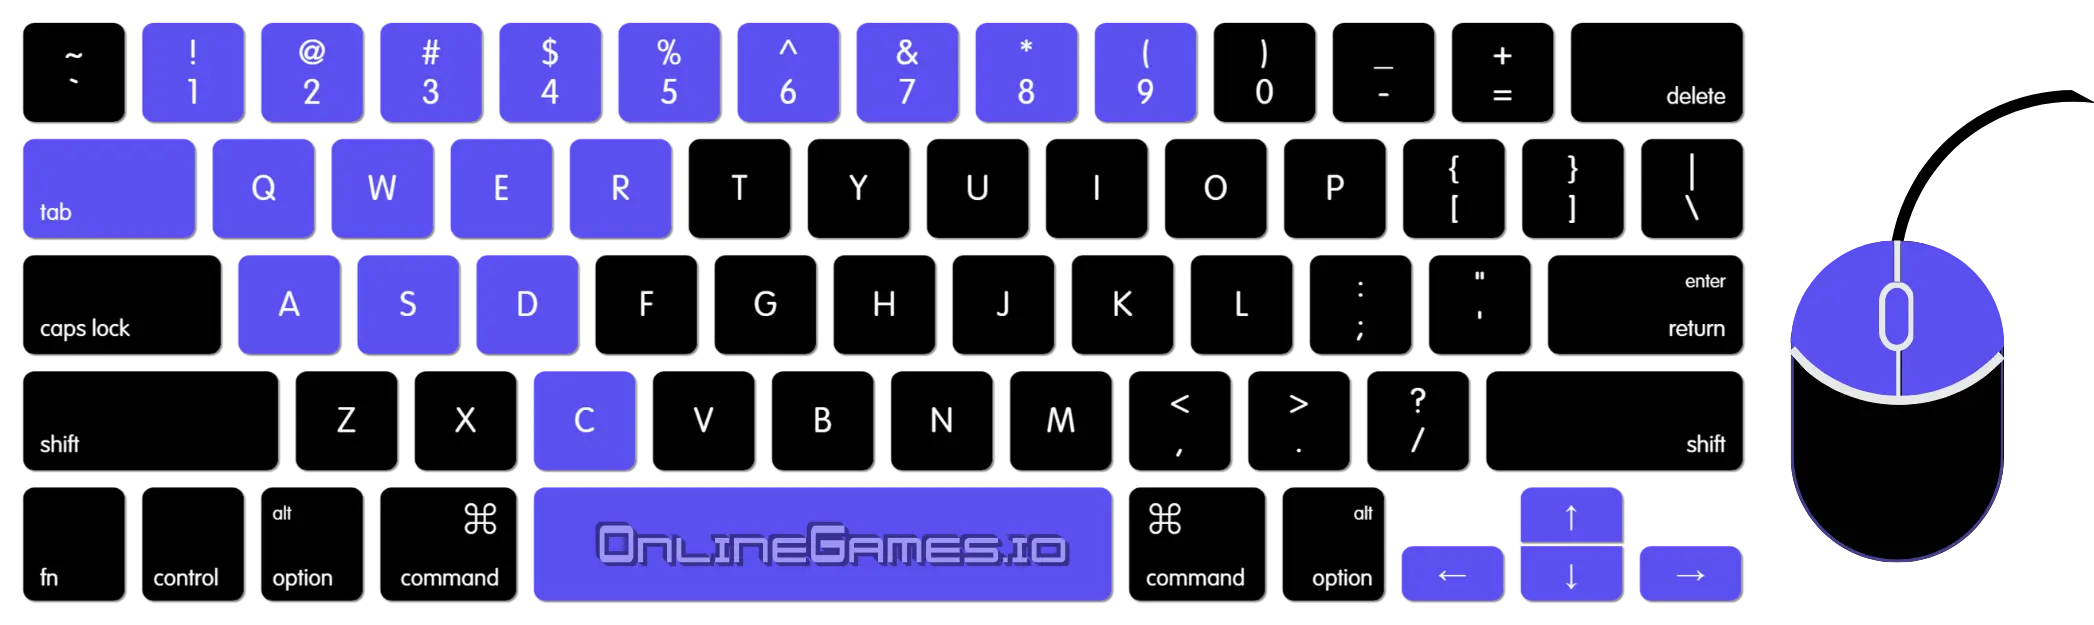 ~ ! @ # $ % ^ & * ( ) _ +
` 1 2 3 4 5 6 7 8 9 0 - = delete
tab Q W E R T Y U I O P { [ } ] | \
caps lock A S D F G H J K L : ; " ' enter return
shift Z X C V B N M < , > . ? / shift
fn control alt option ⌘ command OnlineGames.io ⌘ command alt option ← ↑ ↓ →